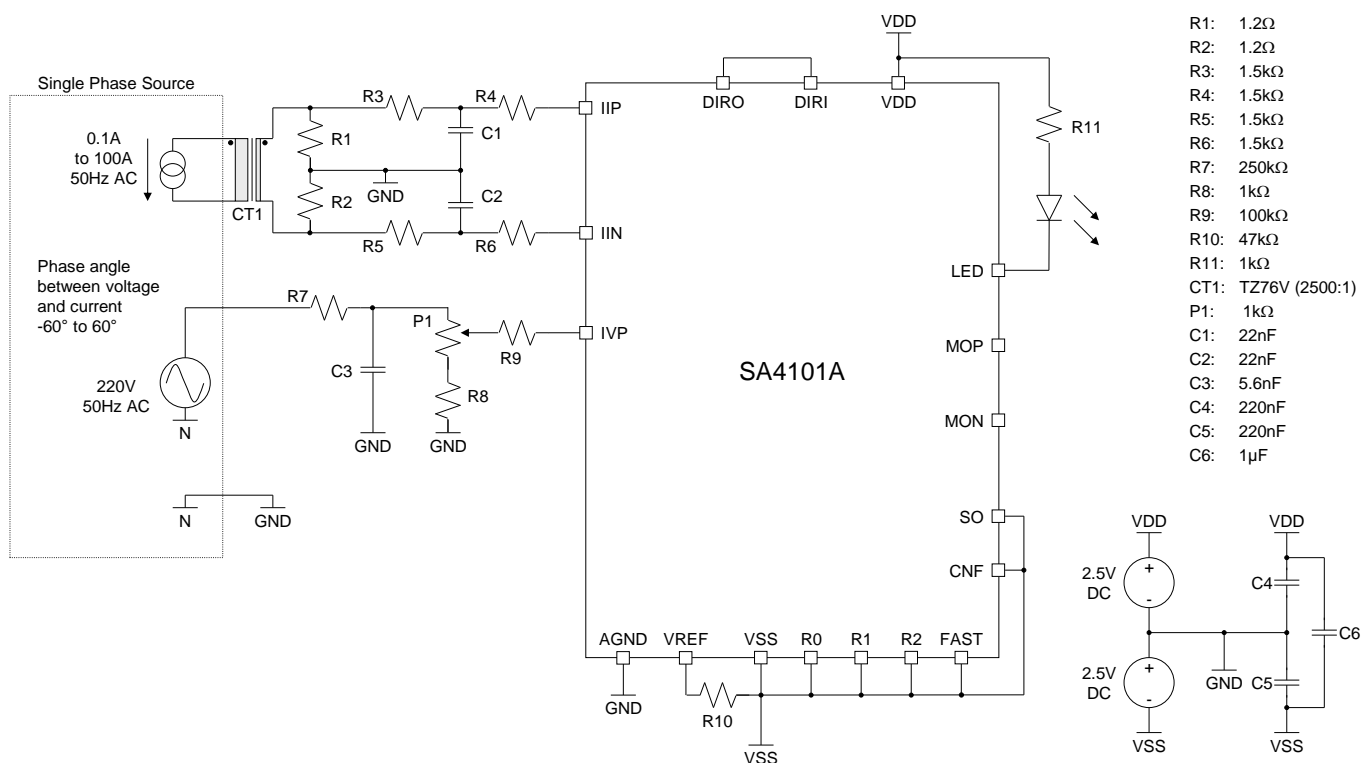 Single Phase Source
0.1A
to 100A
50Hz AC
CT1
R1
R2
R3
R4
C1
GND
C2
R5
R6
Phase angle
between voltage
and current
-60° to 60°
220V
50Hz AC
N
N
GND
R7
C3
GND
P1
R8
GND
R9
IIP
IIN
IVP
DIRO
DIRI
VDD
VDD
R11
LED
MOP
MON
SO
CNF
SA4101A
AGND
VREF
VSS
R0
R1
R2
FAST
GND
R10
VSS
R1: 1.2Ω
R2: 1.2Ω
R3: 1.5kΩ
R4: 1.5kΩ
R5: 1.5kΩ
R6: 1.5kΩ
R7: 250kΩ
R8: 1kΩ
R9: 100kΩ
R10: 47kΩ
R11: 1kΩ
CT1: TZ76V (2500:1)
P1: 1kΩ
C1: 22nF
C2: 22nF
C3: 5.6nF
C4: 220nF
C5: 220nF
C6: 1µF
VDD
VDD
2.5V
DC
+
-
C4
C6
2.5V
DC
+
-
GND
C5
VSS
VSS